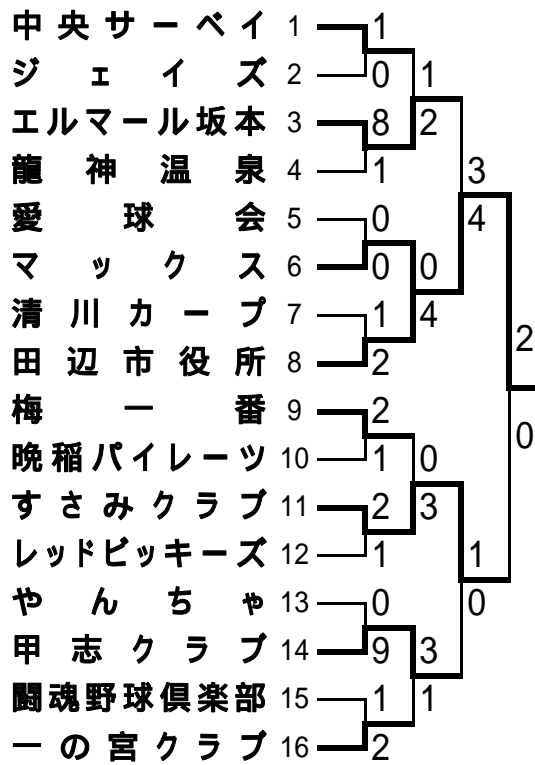 中央サーベイ 1 1
ジェイズ 2 0 1
エルマール坂本 3 8 2
龍神温泉 4 1 3
愛球会 5 0 4
マックス 6 0 0
清川カープ 7 1 4
田辺市役所 8 2 2
梅一番 9 2 0
晩稲パイレーツ 10 1 0
すさみクラブ 11 2 3
レッドビッキーズ 12 1 1
やんちゃ 13 0 0
甲志クラブ 14 9 3
闘魂野球倶楽部 15 1 1
一の宮クラブ 16 2